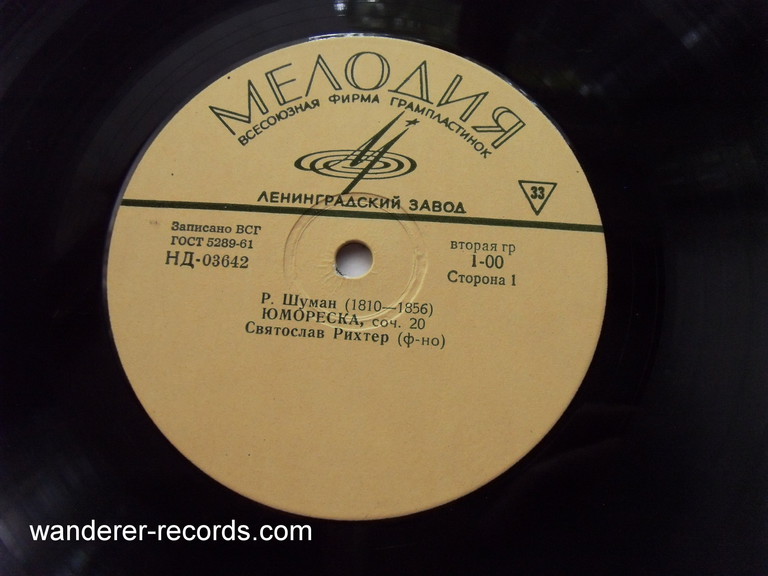 МЕЛОДИЯ
ВСЕСОЮЗНАЯ ФИРМА ГРАМПЛАСТИНОК
ЛЕНИНГРАДСКИЙ ЗАВОД
33
Записано ВСГ
ГОСТ 5289-61
НД-03642
вторая гр
1-00
Сторона 1
Р. Шуман (1810—1856)
ЮМОРЕСКА, соч. 20
Святослав Рихтер (ф-но)
wanderer-records.com